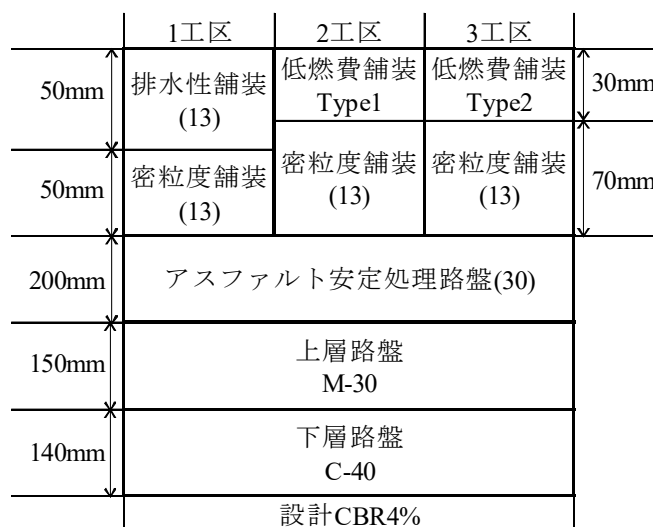 1工区 2工区 3工区
50mm
排水性舗装
(13)
低燃費舗装
Type1
低燃費舗装
Type2
30mm
50mm
密粒度舗装
(13)
密粒度舗装
(13)
密粒度舗装
(13)
70mm
200mm
アスファルト安定処理路盤(30)
150mm
上層路盤
M-30
140mm
下層路盤
C-40
設計CBR4%